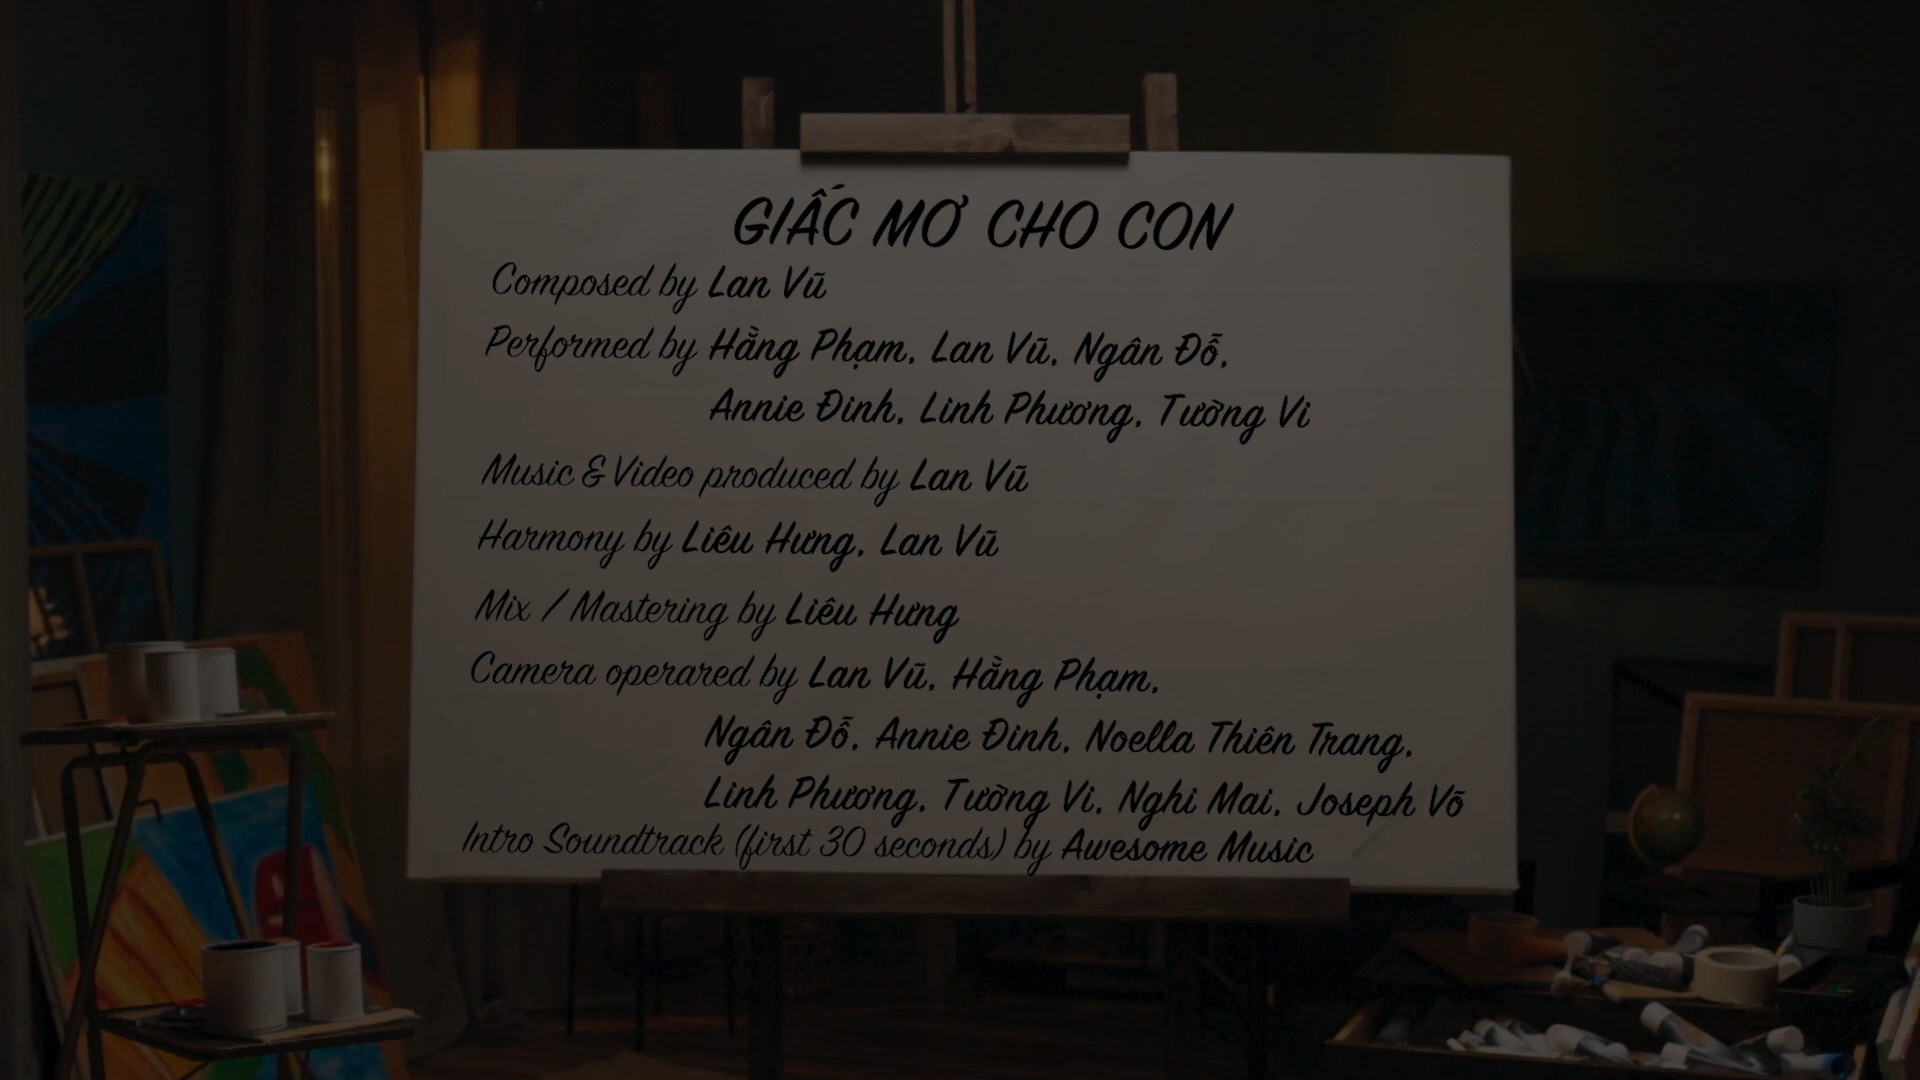 GIẤC MƠ CHO CON
Composed by Lan Vũ
Performed by Hằng Phạm, Lan Vũ, Ngân Đỗ,
Annie Đinh, Linh Phương, Tường Vi
Music & Video produced by Lan Vũ
Harmony by Liêu Hưng, Lan Vũ
Mix / Mastering by Liêu Hưng
Camera operared by Lan Vũ, Hằng Phạm,
Ngân Đỗ, Annie Đinh, Noella Thiên Trang,
Linh Phương, Tường Vi, Nghi Mai, Joseph Võ
Intro Soundtrack (first 30 seconds) by Awesome Music